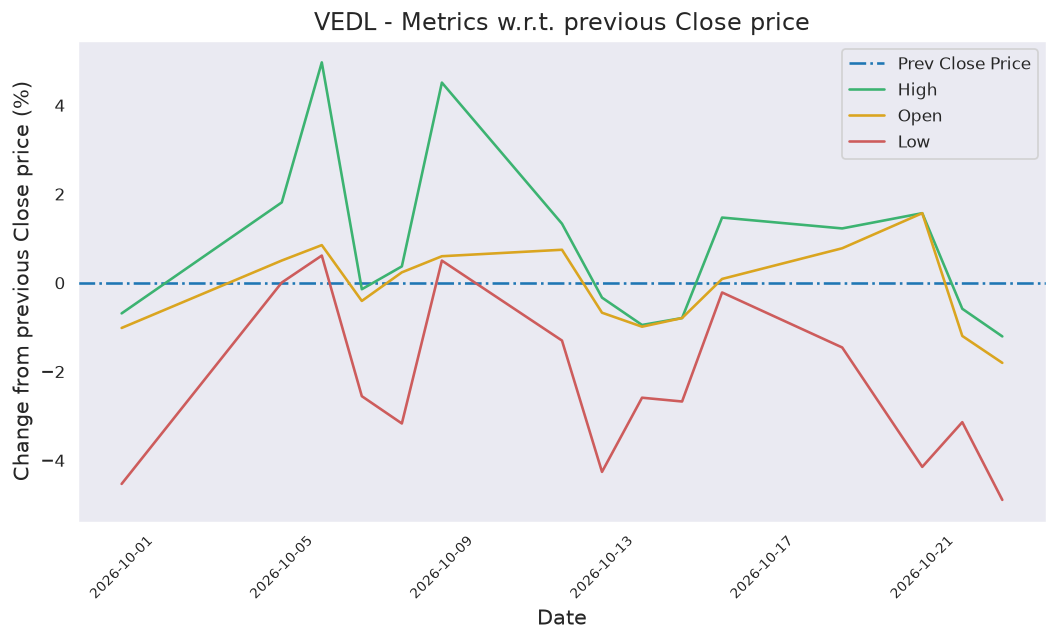 VEDL - Metrics w.r.t. previous Close price
Change from previous Close price (%)
4
2
0
−2
−4
Prev Close Price
High
Open
Low
2026-10-01
2026-10-05
2026-10-09
2026-10-13
2026-10-17
2026-10-21
Date